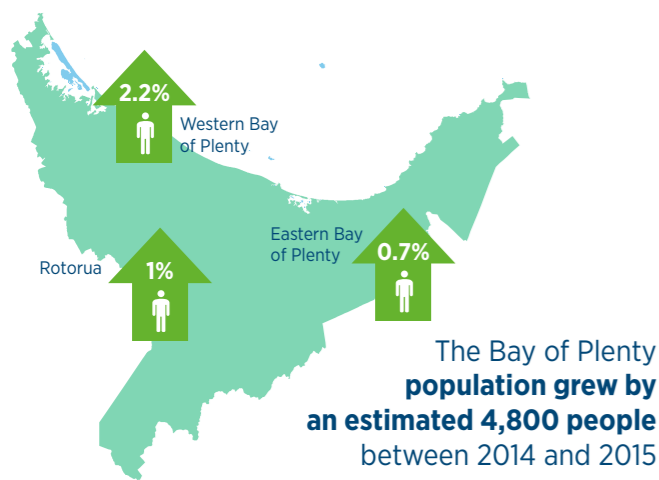 2.2%
Western Bay
of Plenty
Rotorua
1%
Eastern Bay
of Plenty
0.7%
The Bay of Plenty
population grew by
an estimated 4,800 people
between 2014 and 2015